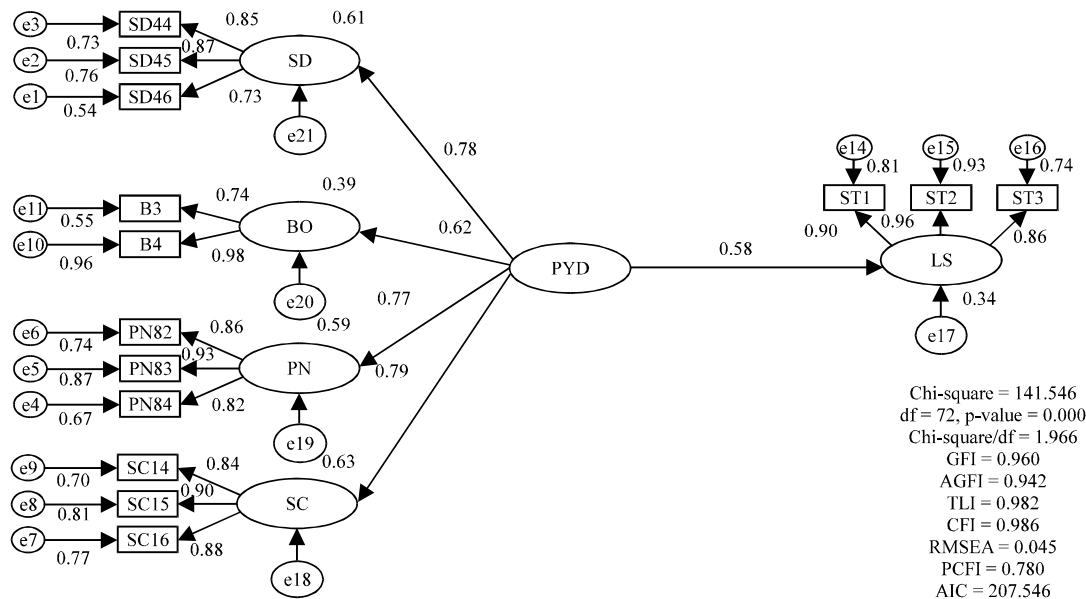 e3
SD44
0.73
0.85
0.61
e2
SD45
0.87
SD
0.76
e1
SD46
0.54
0.73
e21
0.78
e11
B3
0.55
0.74
0.39
BO
e10
B4
0.96
0.98
0.62
e20
PYD
0.58
e14
0.81
e15
0.93
e16
0.74
ST1
ST2
ST3
0.90
0.96
0.86
LS
0.34
e17
0.77
0.59
e6
PN82
0.74
0.86
e5
PN83
0.93
PN
0.79
0.87
e4
PN84
0.67
0.82
e19
0.63
e9
SC14
0.70
0.84
e8
SC15
0.90
SC
0.81
e7
SC16
0.77
0.88
e18
Chi-square = 141.546
df = 72, p-value = 0.000
Chi-square/df = 1.966
GFI = 0.960
AGFI = 0.942
TLI = 0.982
CFI = 0.986
RMSEA = 0.045
PCFI = 0.780
AIC = 207.546